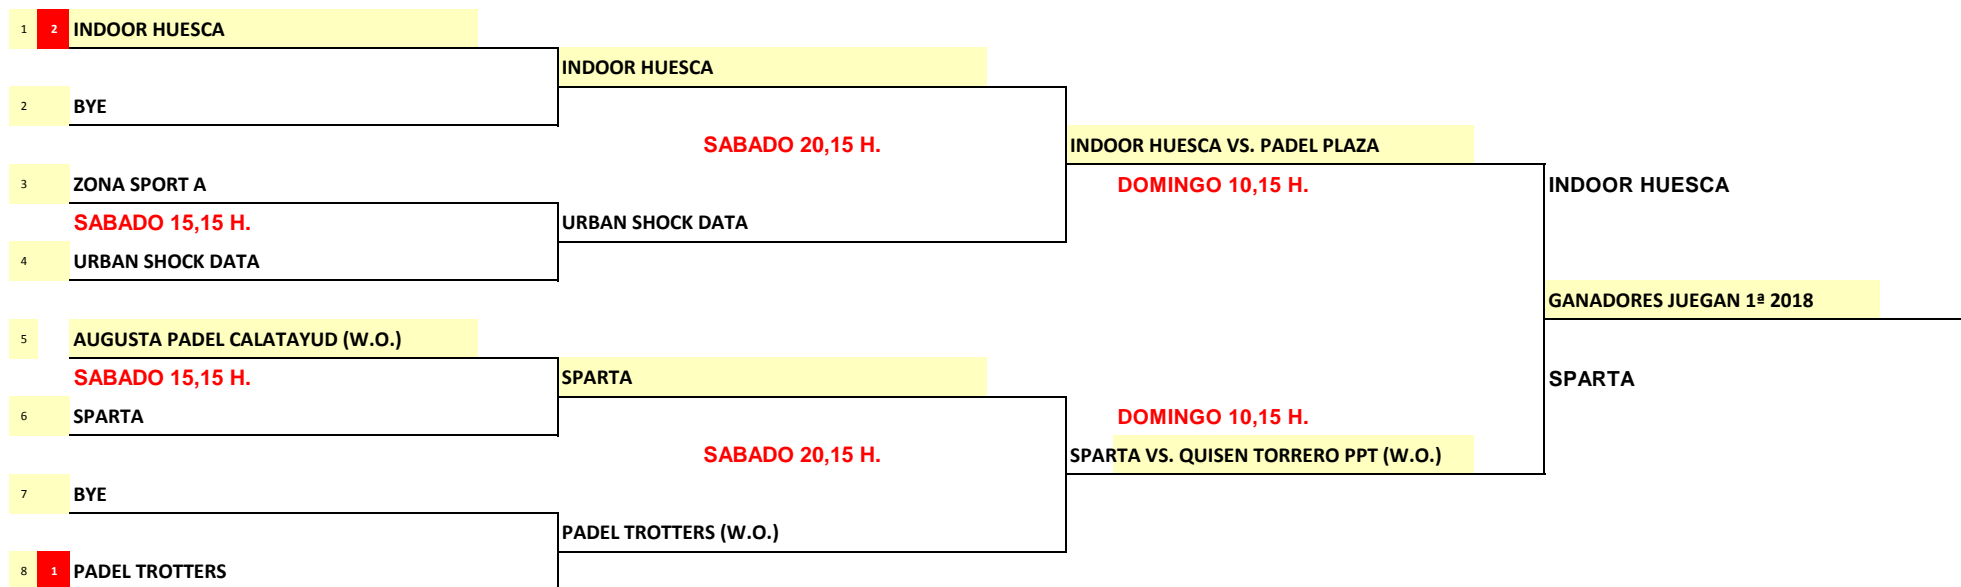 1 2 INDOOR HUESCA
INDOOR HUESCA
2 BYE
SABADO 20,15 H.
INDOOR HUESCA VS. PADEL PLAZA
3 ZONA SPORT A
DOMINGO 10,15 H.
INDOOR HUESCA
SABADO 15,15 H.
URBAN SHOCK DATA
4 URBAN SHOCK DATA
GANADORES JUEGAN 1ª 2018
5 AUGUSTA PADEL CALATAYUD (W.O.)
SABADO 15,15 H.
SPARTA
SPARTA
6 SPARTA
DOMINGO 10,15 H.
SABADO 20,15 H.
SPARTA VS. QUISEN TORRERO PPT (W.O.)
7 BYE
PADEL TROTTERS (W.O.)
8 1 PADEL TROTTERS